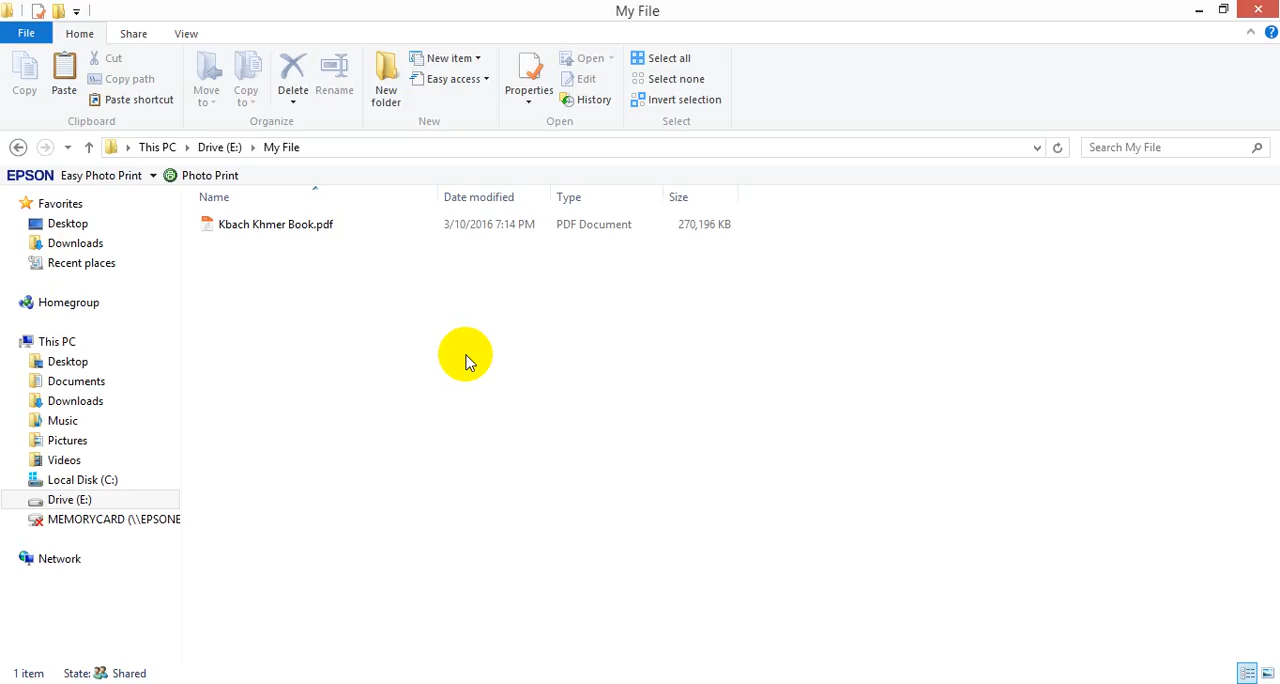 My File
File Home Share View
Copy Paste Cut Copy path Paste shortcut Move to Copy to Delete Rename New folder New item Easy access Properties Open Edit History Select all Select none Invert selection
Clipboard Organize New Open Select
This PC Drive (E:) My File Search My File
EPSON Easy Photo Print Photo Print
Name Date modified Type Size
Kbach Khmer Book.pdf 3/10/2016 7:14 PM PDF Document 270,196 KB
Favorites
Desktop
Downloads
Recent places
Homegroup
This PC
Desktop
Documents
Downloads
Music
Pictures
Videos
Local Disk (C:)
Drive (E:)
MEMORYCARD (\\EPSONE
Network
1 item State: Shared